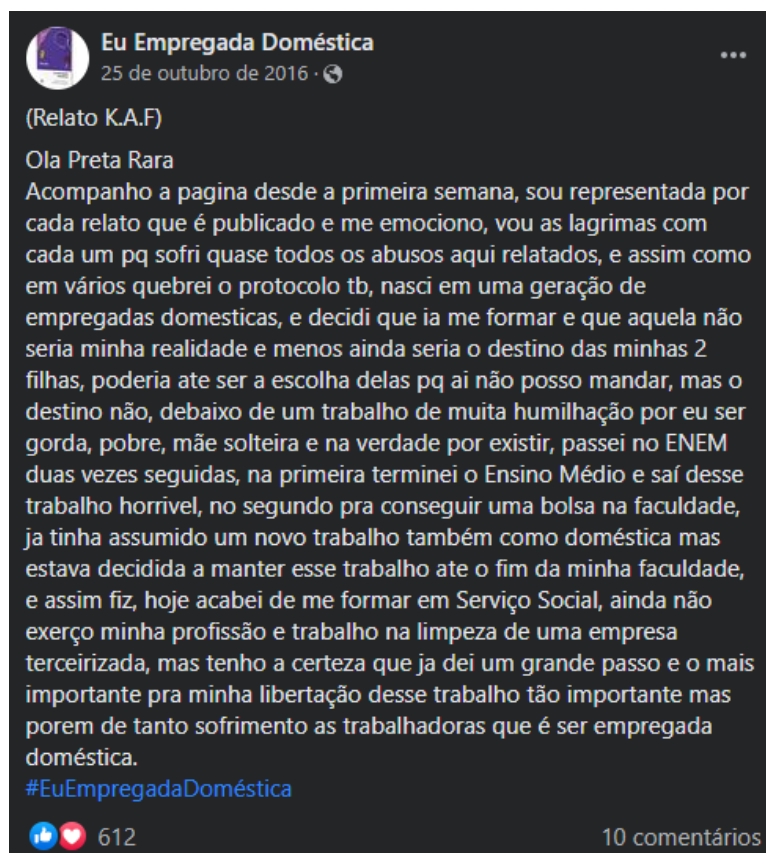 Eu Empregada Doméstica
25 de outubro de 2016 ·
(Relato K.A.F)
Ola Preta Rara
Acompanho a pagina desde a primeira semana, sou representada por
cada relato que é publicado e me emociono, vou as lagrimas com
cada um pq sofri quase todos os abusos aqui relatados, e assim como
em vários quebrei o protocolo tb, nasci em uma geração de
empregadas domesticas, e decidi que ia me formar e que aquela não
seria minha realidade e menos ainda seria o destino das minhas 2
filhas, poderia ate ser a escolha delas pq ai não posso mandar, mas o
destino não, debaixo de um trabalho de muita humilhação por eu ser
gorda, pobre, mãe solteira e na verdade por existir, passei no ENEM
duas vezes seguidas, na primeira terminei o Ensino Médio e saí desse
trabalho horrivel, no segundo pra conseguir uma bolsa na faculdade,
ja tinha assumido um novo trabalho também como doméstica mas
estava decidida a manter esse trabalho ate o fim da minha faculdade,
e assim fiz, hoje acabei de me formar em Serviço Social, ainda não
exerço minha profissão e trabalho na limpeza de uma empresa
terceirizada, mas tenho a certeza que ja dei um grande passo e o mais
importante pra minha libertação desse trabalho tão importante mas
porem de tanto sofrimento as trabalhadoras que é ser empregada
doméstica.
#EuEmpregadaDoméstica
612 10 comentários